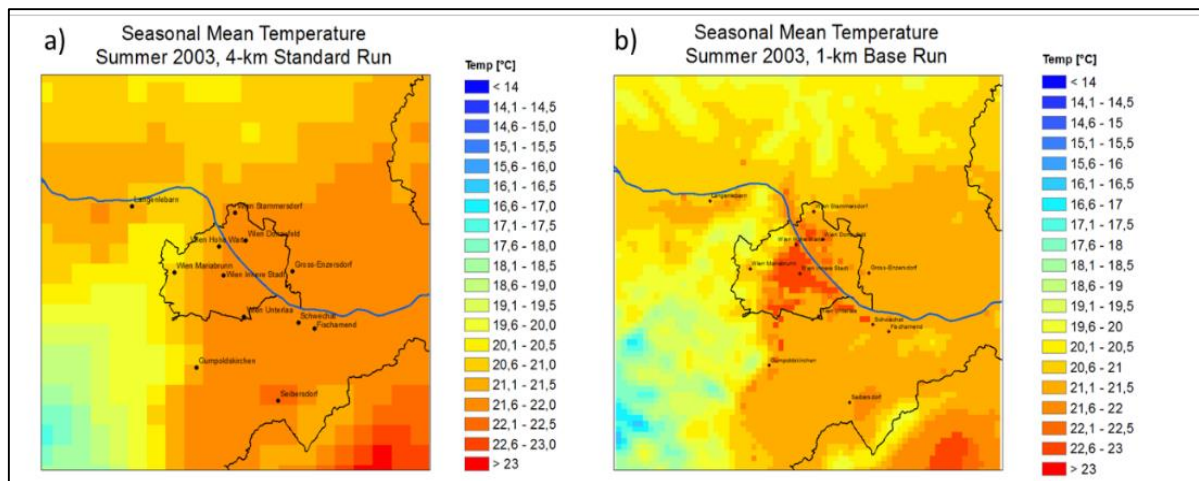 a)
Seasonal Mean Temperature
Summer 2003, 4-km Standard Run
Temp [°C]
< 14
14,1 - 14,5
14,6 - 15,0
15,1 - 15,5
15,6 - 16,0
16,1 - 16,5
16,6 - 17,0
17,1 - 17,5
17,6 - 18,0
18,1 - 18,5
18,6 - 19,0
19,1 - 19,5
19,6 - 20,0
20,1 - 20,5
20,6 - 21,0
21,1 - 21,5
21,6 - 22,0
22,1 - 22,5
22,6 - 23,0
> 23
Langenlebarn
Wien Stammersdorf
Wien Hohe Warte
Wien Donaufeld
Wien Mariabrunn
Wien Innere Stadt
Gross-Enzersdorf
Wien Unterlaa
Schwechat
Fischamend
Gumpoldskirchen
Seibersdorf
b)
Seasonal Mean Temperature
Summer 2003, 1-km Base Run
Temp [°C]
< 14
14,1 - 14,5
14,6 - 15
15,1 - 15,5
15,6 - 16
16,1 - 16,5
16,6 - 17
17,1 - 17,5
17,6 - 18
18,1 - 18,5
18,6 - 19
19,1 - 19,5
19,6 - 20
20,1 - 20,5
20,6 - 21
21,1 - 21,5
21,6 - 22
22,1 - 22,5
22,6 - 23
> 23
Langenlebarn
Wien Stammersdorf
Wien Hohe Warte
Wien Donaufeld
Wien Mariabrunn
Wien Innere Stadt
Gross-Enzersdorf
Schwechat
Fischamend
Gumpoldskirchen
Seibersdorf